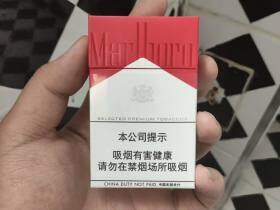 Marlboro
SELECTED PREMIUM TOBACCOS
本公司提示
吸烟有害健康
请勿在禁烟场所吸烟
CHINA DUTY NOT PAID